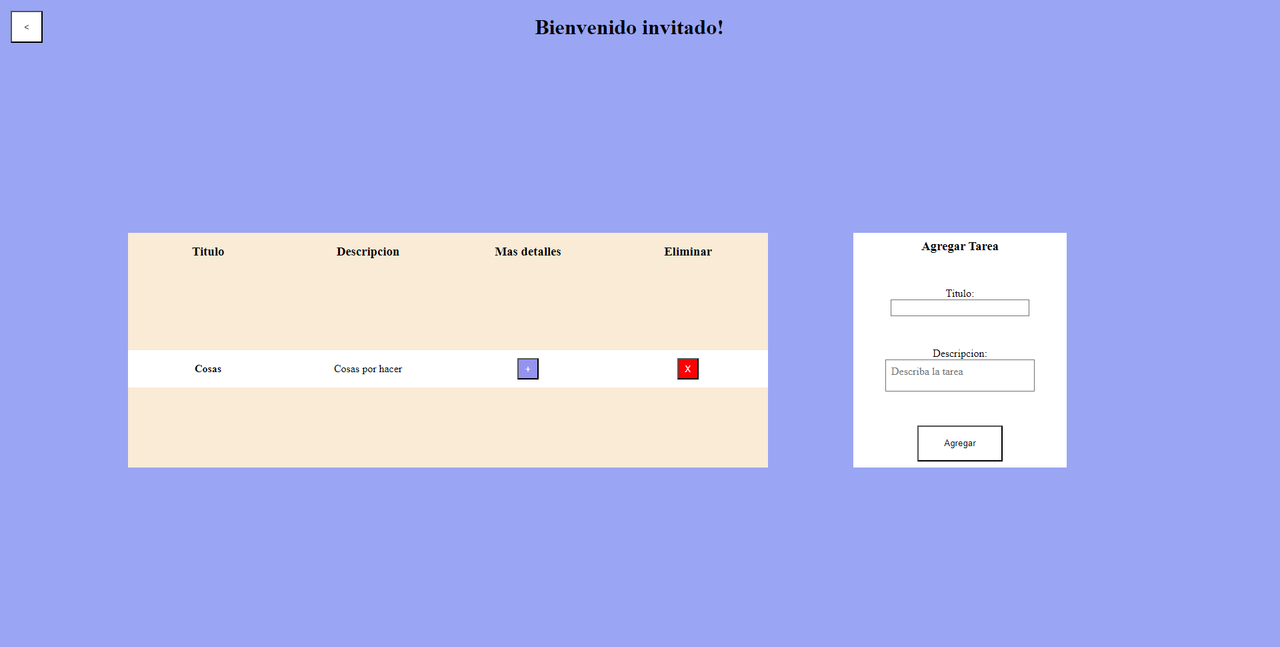 <
Bienvenido invitado!
Titulo Descripcion Mas detalles Eliminar
Cosas Cosas por hacer + X
Agregar Tarea
Titulo:
Descripcion:
Describa la tarea
Agregar